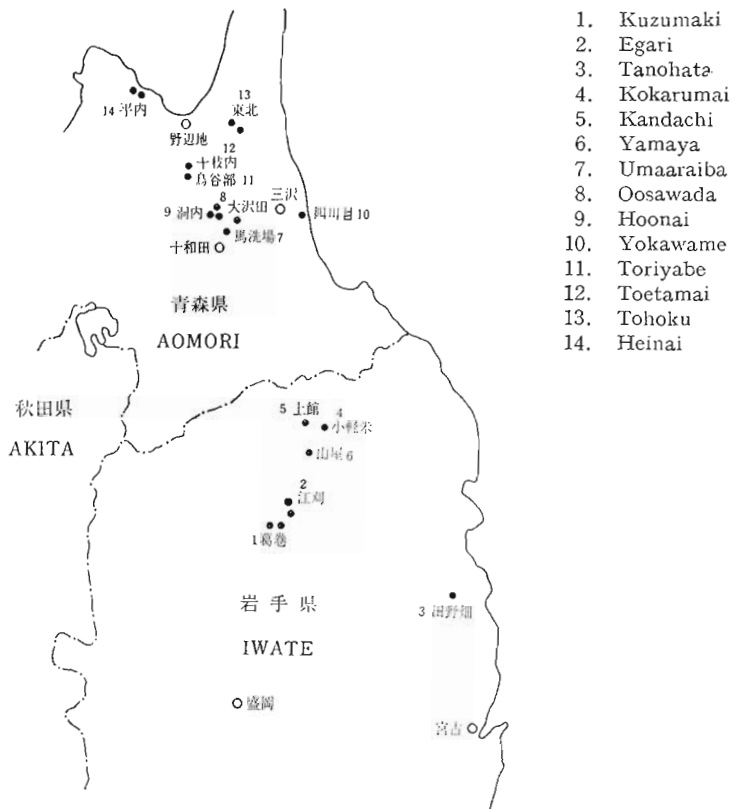 1. Kuzumaki
2. Egari
3. Tanohata
4. Kokarumai
5. Kandachi
6. Yamaya
7. Umaaraiba
8. Oosawada
9. Hoonai
10. Yokawame
11. Toriyabe
12. Toetamai
13. Tohoku
14. Heinai
13
東北
14 平内
野辺地
12
十枝内
鳥谷部 11
三沢
8
大沢田
9 洞内
四川目 10
馬洗場 7
十和田
青森県
AOMORI
秋田県
AKITA
5 上館
4
小軽米
山屋 6
2
江刈
1 葛巻
岩手県
IWATE
3 田野畑
盛岡
宮古